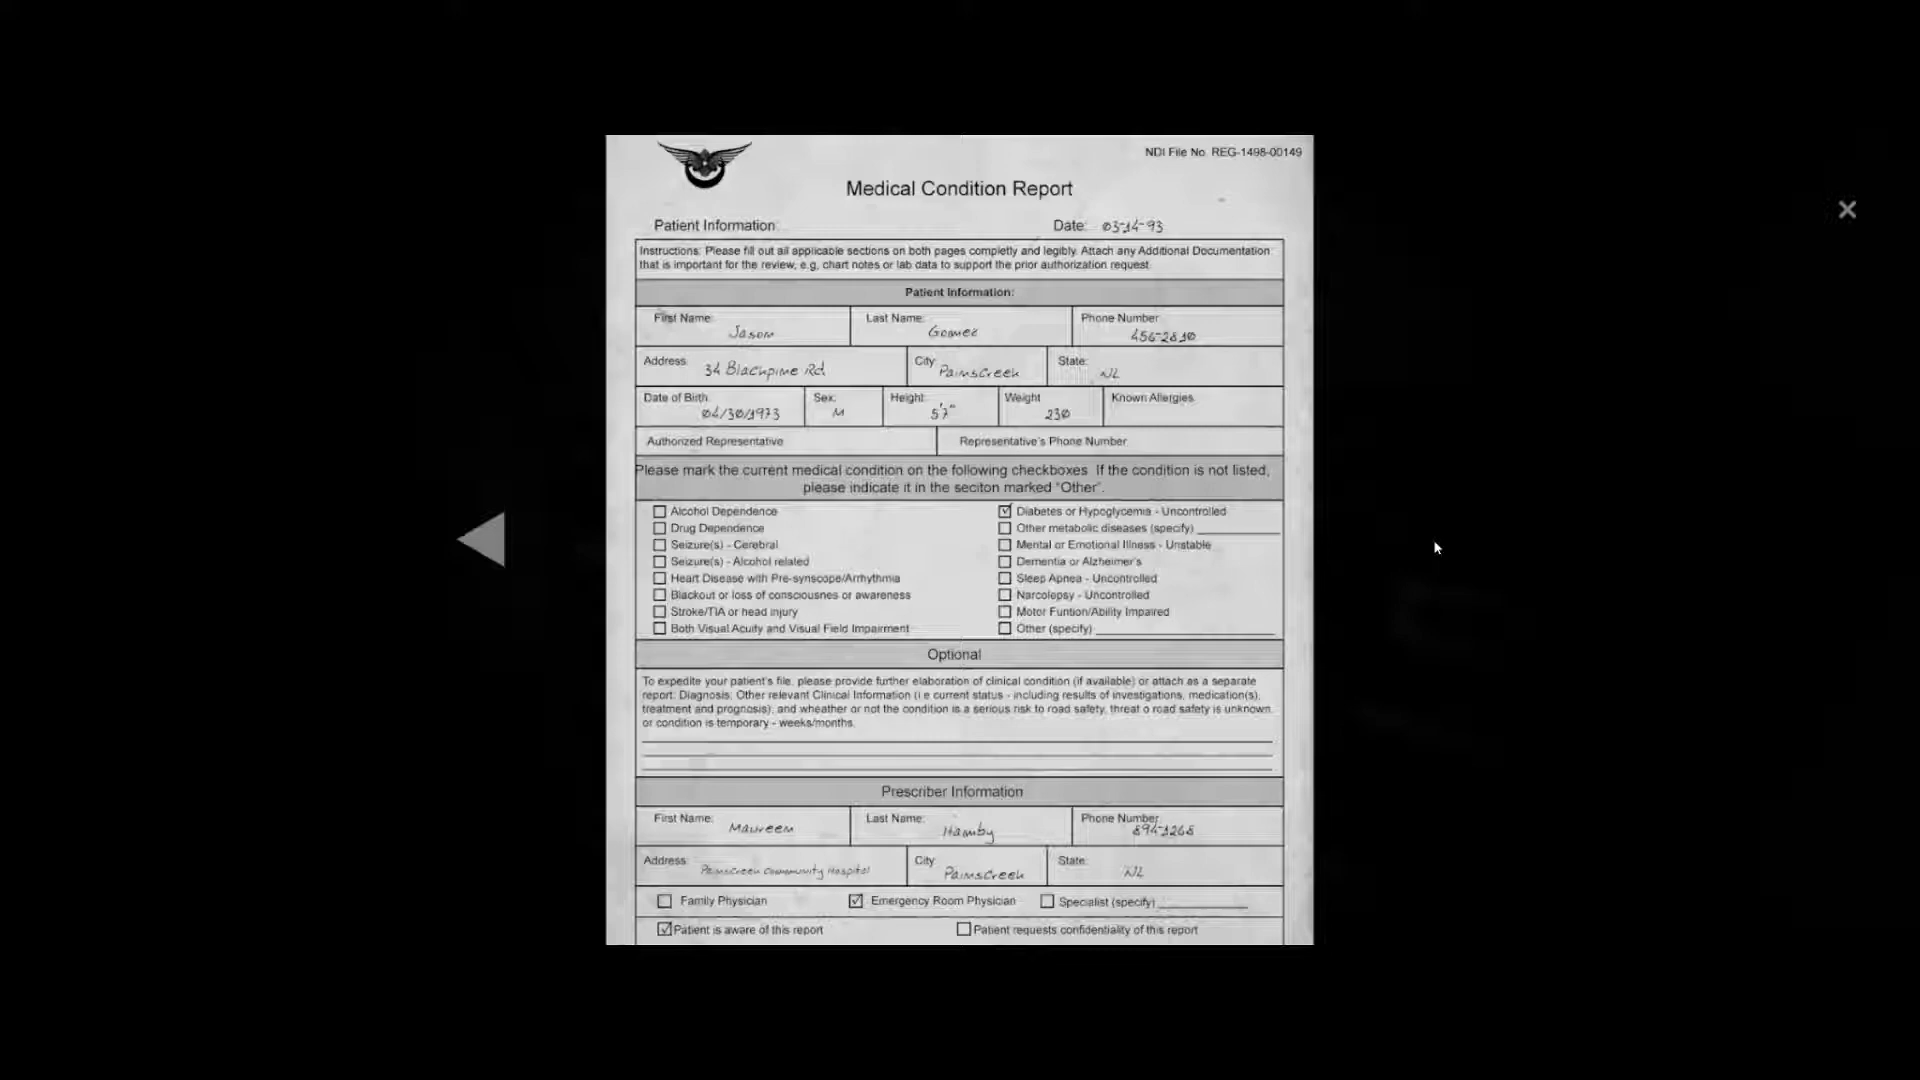 NDI File No. REG-1498-00149
Medical Condition Report
Patient Information: Date: 03-14-93
Instructions: Please fill out all applicable sections on both pages completly and legibly. Attach any Additional Documentation
that is important for the review, e.g. chart notes or lab data to support the prior authorization request.
Patient Information:
First Name: Jason Last Name: Gomez Phone Number: 456-2810
Address: 34 Blackpine Rd. City: Painscreek State: NL
Date of Birth: 04/30/1973 Sex: M Height: 5'7" Weight 230 Known Allergies
Authorized Representative Representative's Phone Number
Please mark the current medical condition on the following checkboxes. If the condition is not listed,
please indicate it in the seciton marked "Other".
Alcohol Dependence Diabetes or Hypoglycemia - Uncontrolled
Drug Dependence Other metabolic diseases (specify)
Seizure(s) - Cerebral Mental or Emotional Illness - Unstable
Seizure(s) - Alcohol related Dementia or Alzheimer's
Heart Disease with Pre-synscope/Arrhythmia Sleep Apnea - Uncontrolled
Blackout or loss of consciousnes or awareness Narcolepsy - Uncontrolled
Stroke/TIA or head injury Motor Funtion/Ability Impaired
Both Visual Acuity and Visual Field Impairment Other (specify)
Optional
To expedite your patient's file, please provide further elaboration of clinical condition (if available) or attach as a separate
report: Diagnosis: Other relevant Clinical Information (i.e current status - including results of investigations, medication(s),
treatment and prognosis), and wheather or not the condition is a serious risk to road safety, threat o road safety is unknown
or condition is temporary - weeks/months.
Prescriber Information
First Name: Maureen Last Name: Hamby Phone Number: 894-1268
Address: Painscreek Community Hospital City: Painscreek State: NL
Family Physician Emergency Room Physician Specialist (specify)
Patient is aware of this report Patient requests confidentiality of this report